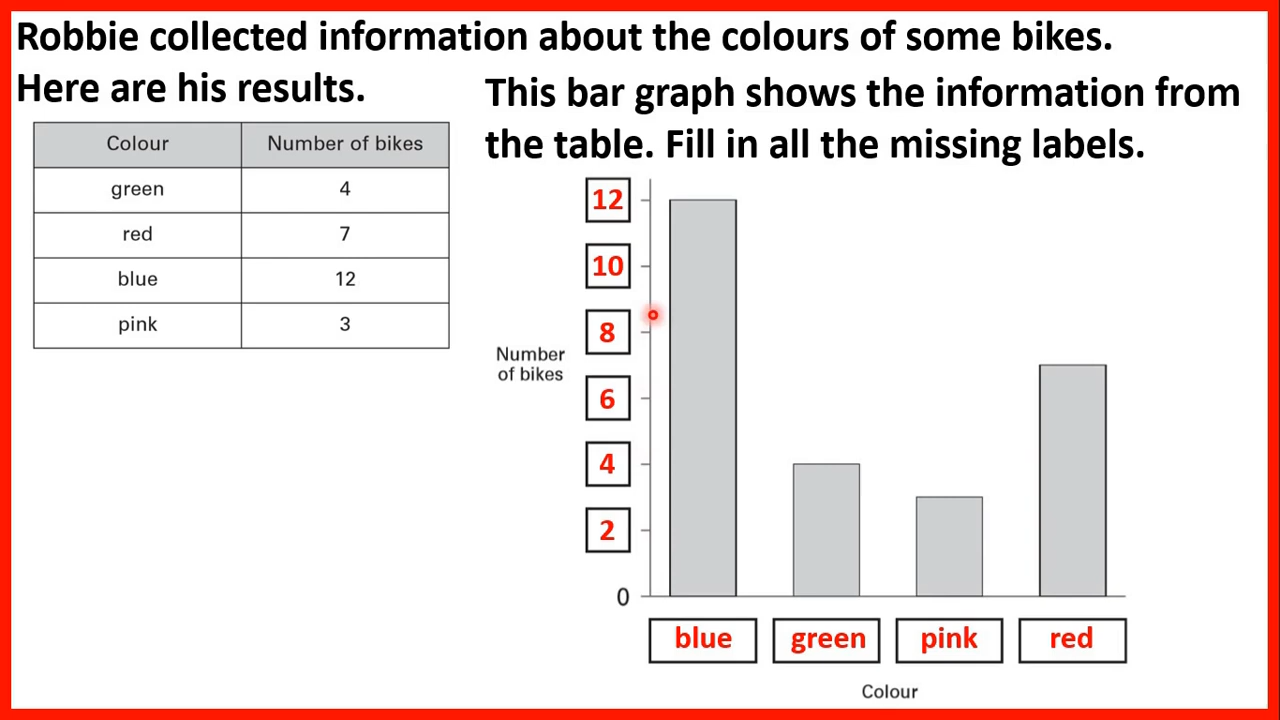 Robbie collected information about the colours of some bikes.
Here are his results.
Colour Number of bikes
green 4
red 7
blue 12
pink 3
This bar graph shows the information from
the table. Fill in all the missing labels.
12
10
8
Number
of bikes
6
4
2
0
blue green pink red
Colour